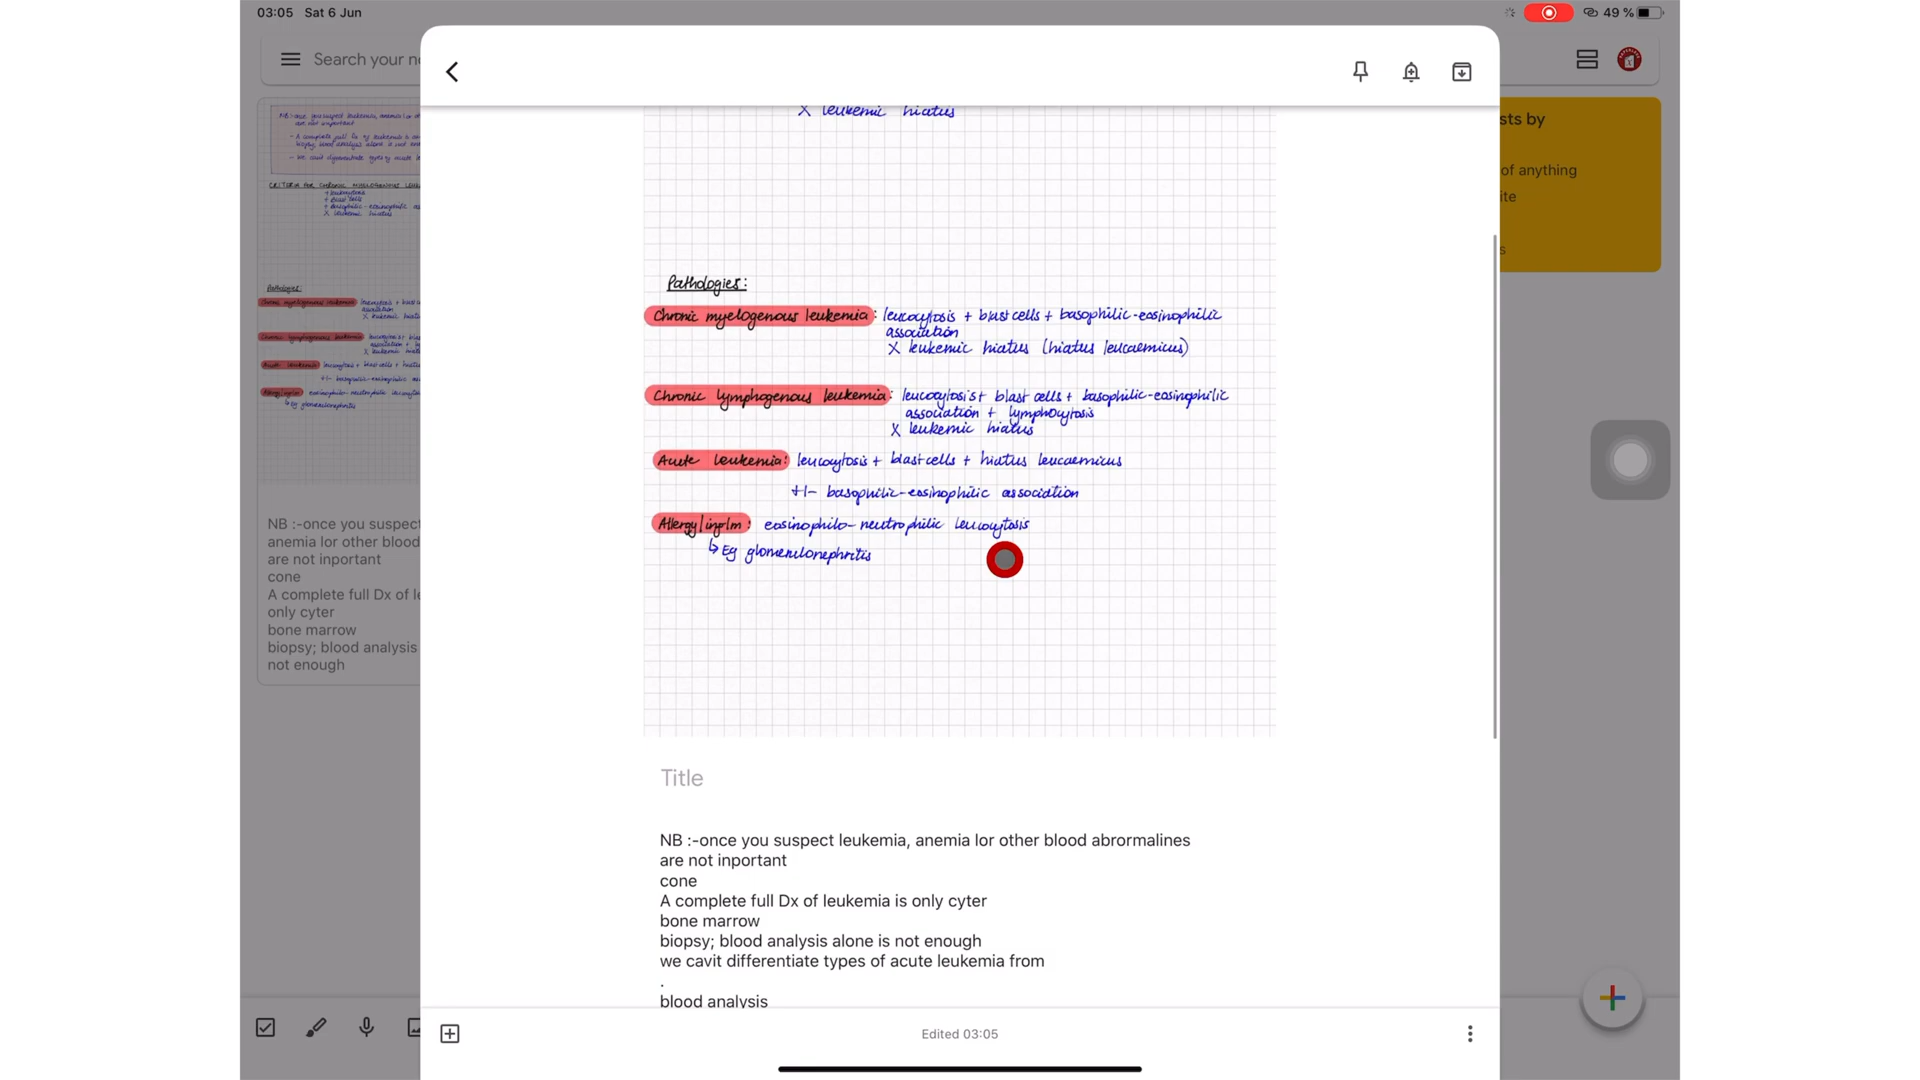 03:05 Sat 6 Jun
49 %
Search your no
sts by
of anything
ite
s
NB :-once you suspect
anemia lor other blood
are not inportant
cone
A complete full Dx of le
only cyter
bone marrow
biopsy; blood analysis
not enough
X leukemic hiatus
Pathologies:
Chronic myelogenous leukemia: leucocytosis + blast cells + basophilic-eosinophilic
association
X leukemic hiatus (hiatus leucaemicus)
Chronic lymphogenous leukemia: leucocytosis+ blast cells + basophilic-eosinophilic
association + lymphocytosis
X leukemic hiatus
Acute leukemia: leucocytosis + blast cells + hiatus leucaemicus
+/- basophilic-eosinophilic association
Allergy/inflm: eosinophilo-neutrophilic leucocytosis
↳ Eg glomerulonephritis
Title
NB :-once you suspect leukemia, anemia lor other blood abrormalines
are not inportant
cone
A complete full Dx of leukemia is only cyter
bone marrow
biopsy; blood analysis alone is not enough
we cavit differentiate types of acute leukemia from
.
blood analysis
Edited 03:05